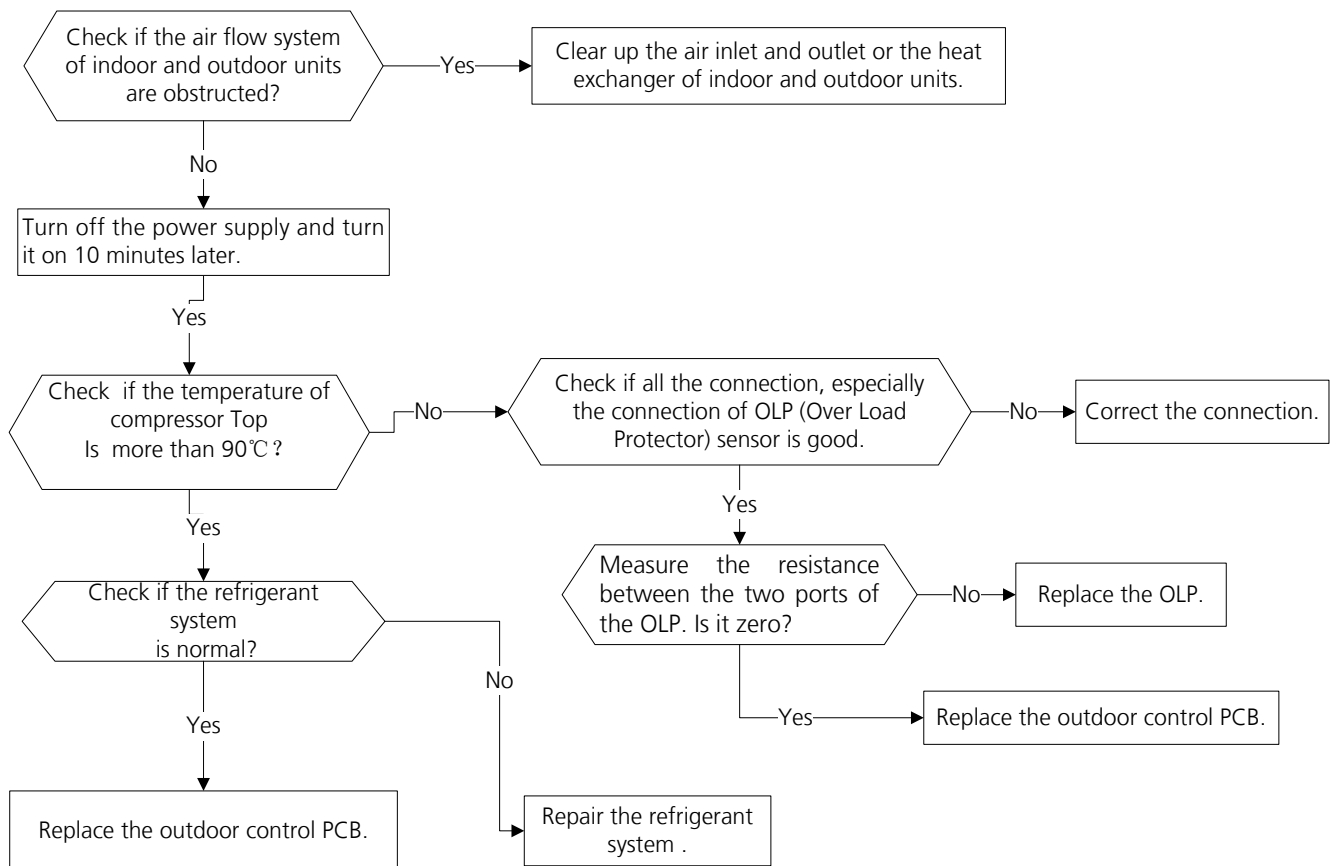 Check if the air flow system
of indoor and outdoor units
are obstructed?
Yes
Clear up the air inlet and outlet or the heat
exchanger of indoor and outdoor units.
No
Turn off the power supply and turn
it on 10 minutes later.
Yes
Check if the temperature of
compressor Top
Is more than 90℃?
No
Check if all the connection, especially
the connection of OLP (Over Load
Protector) sensor is good.
No
Correct the connection.
Yes
Yes
Measure the resistance
between the two ports of
the OLP. Is it zero?
No
Replace the OLP.
Check if the refrigerant
system
is normal?
No
Yes
Yes
Replace the outdoor control PCB.
Replace the outdoor control PCB.
Repair the refrigerant
system .